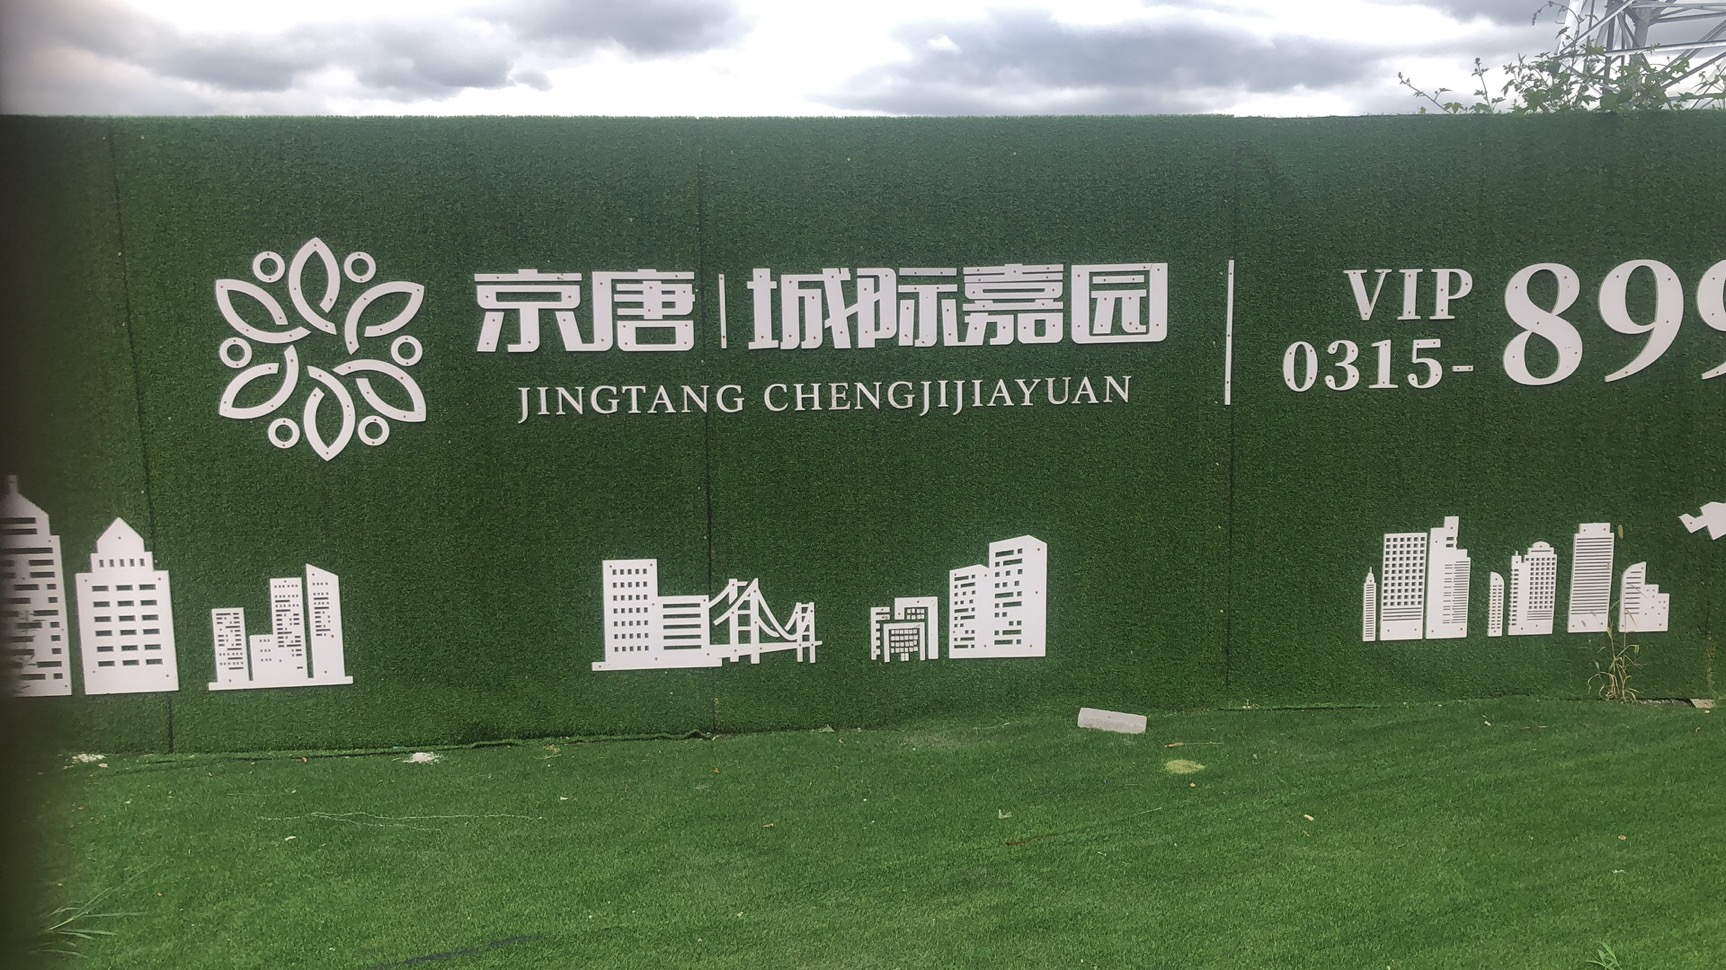 京唐|城际嘉园
JINGTANG CHENGJIJIAYUAN
VIP
0315-899